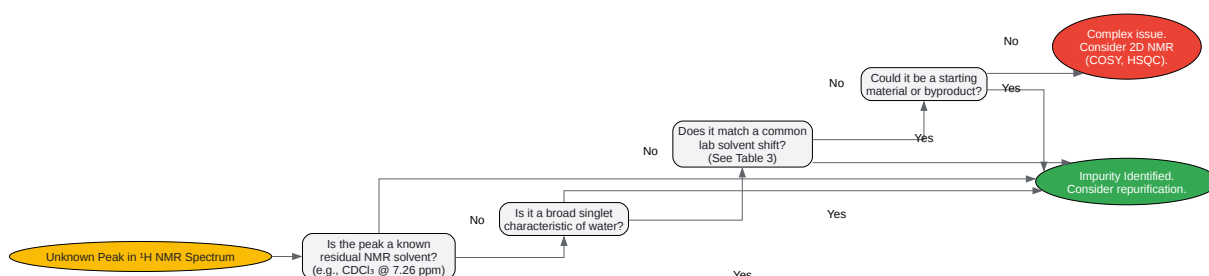 Unknown Peak in ¹H NMR Spectrum
Is the peak a known
residual NMR solvent?
(e.g., CDCl₃ @ 7.26 ppm)
No
Is it a broad singlet
characteristic of water?
No
Does it match a common
lab solvent shift?
(See Table 3)
No
Could it be a starting
material or byproduct?
No
Complex issue.
Consider 2D NMR
(COSY, HSQC).
Yes
Yes
Yes
Yes
Impurity Identified.
Consider repurification.